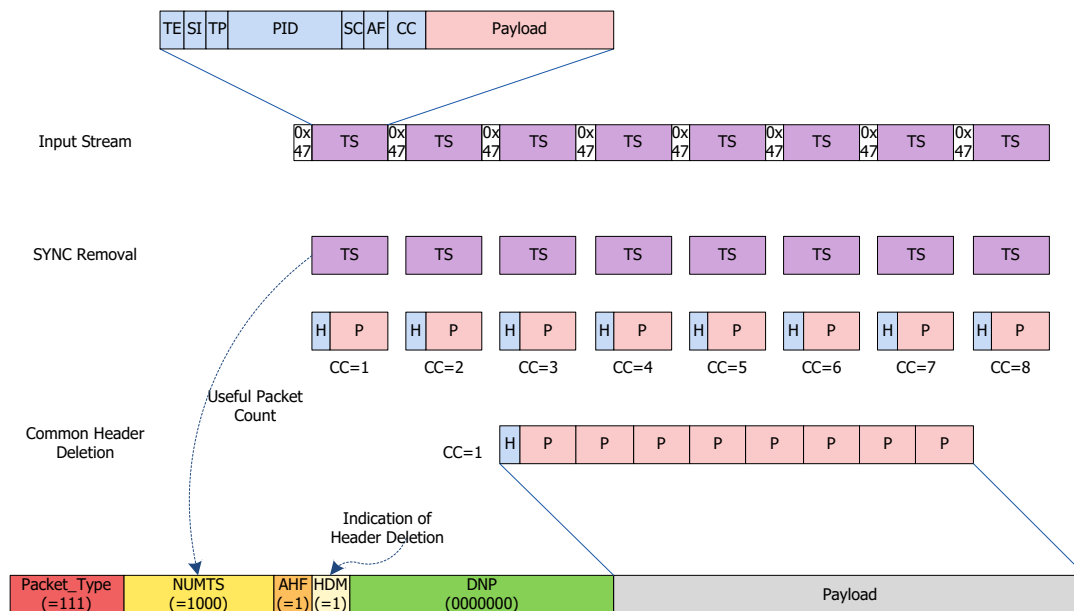 TE SI TP PID SC AF CC Payload
Input Stream
0x 47 TS 0x 47 TS 0x 47 TS 0x 47 TS 0x 47 TS 0x 47 TS 0x 47 TS 0x 47 TS
SYNC Removal
TS TS TS TS TS TS TS TS
H P H P H P H P H P H P H P H P
CC=1 CC=2 CC=3 CC=4 CC=5 CC=6 CC=7 CC=8
Useful Packet
Count
Common Header
Deletion
CC=1 H P P P P P P P P
Indication of
Header Deletion
Packet_Type NUMTS AHF HDM DNP Payload
(=111) (=1000) (=1) (=1) (0000000)